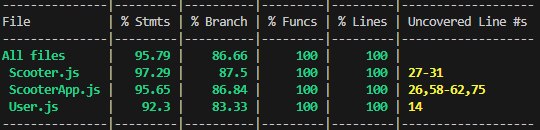 ---------------|---------|----------|---------|---------|-------------------
File | % Stmts | % Branch | % Funcs | % Lines | Uncovered Line #s
---------------|---------|----------|---------|---------|-------------------
All files | 95.79 | 86.66 | 100 | 100 |
Scooter.js | 97.29 | 87.5 | 100 | 100 | 27-31
ScooterApp.js | 95.65 | 86.84 | 100 | 100 | 26,58-62,75
User.js | 92.3 | 83.33 | 100 | 100 | 14
---------------|---------|----------|---------|---------|-------------------